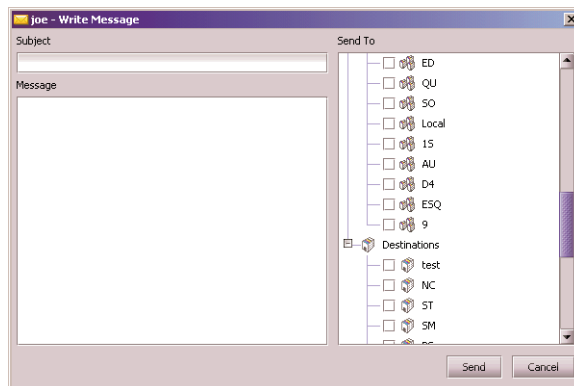 joe - Write Message
Subject
Send To
Message
ED
QU
SO
Local
1S
AU
D4
ESQ
9
Destinations
test
NC
ST
SM
Send
Cancel